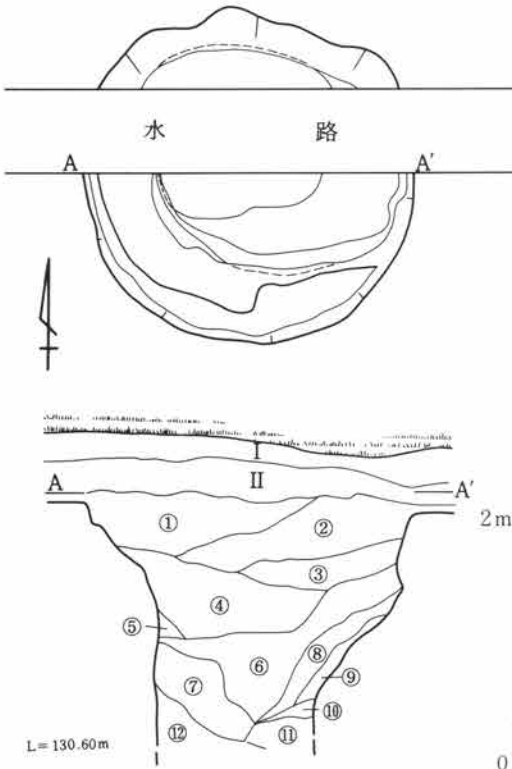 水路
A A′
I
II
A A′
2m
①
②
③
④
⑤
⑥
⑧
⑨
⑦
⑩
⑫
⑪
L=130.60m
0